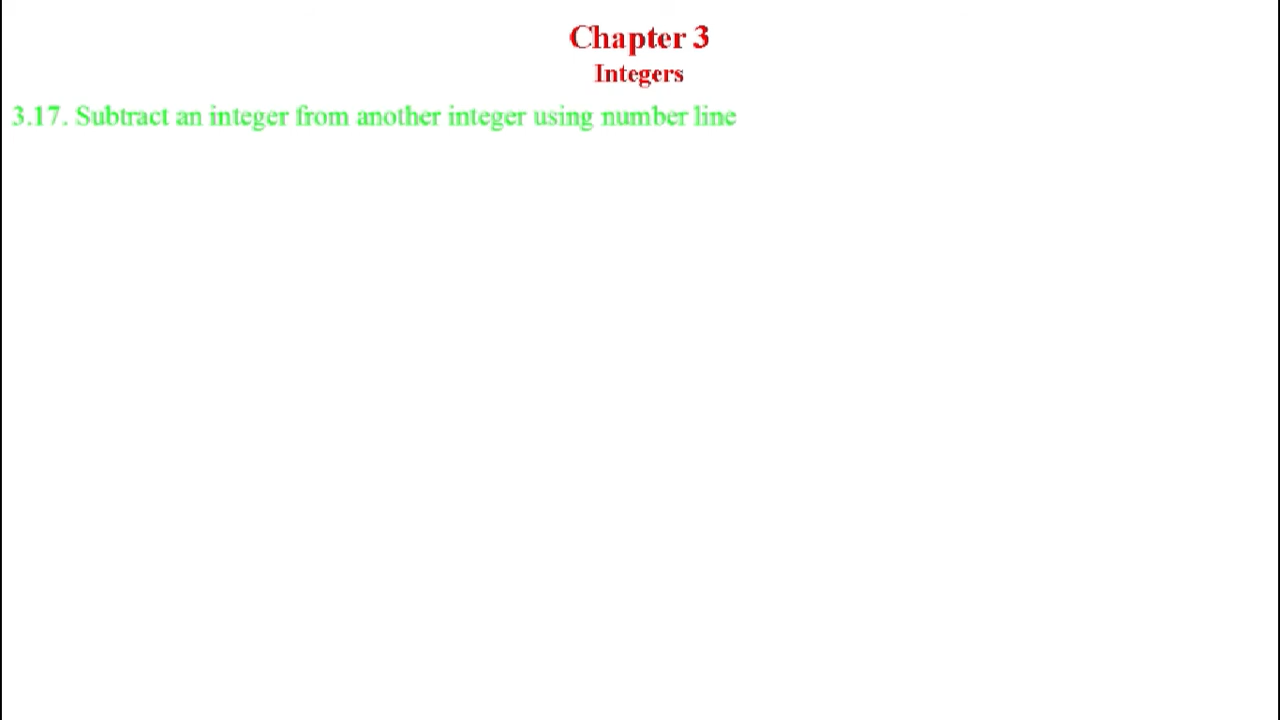 Chapter 3
Integers
3.17. Subtract an integer from another integer using number line